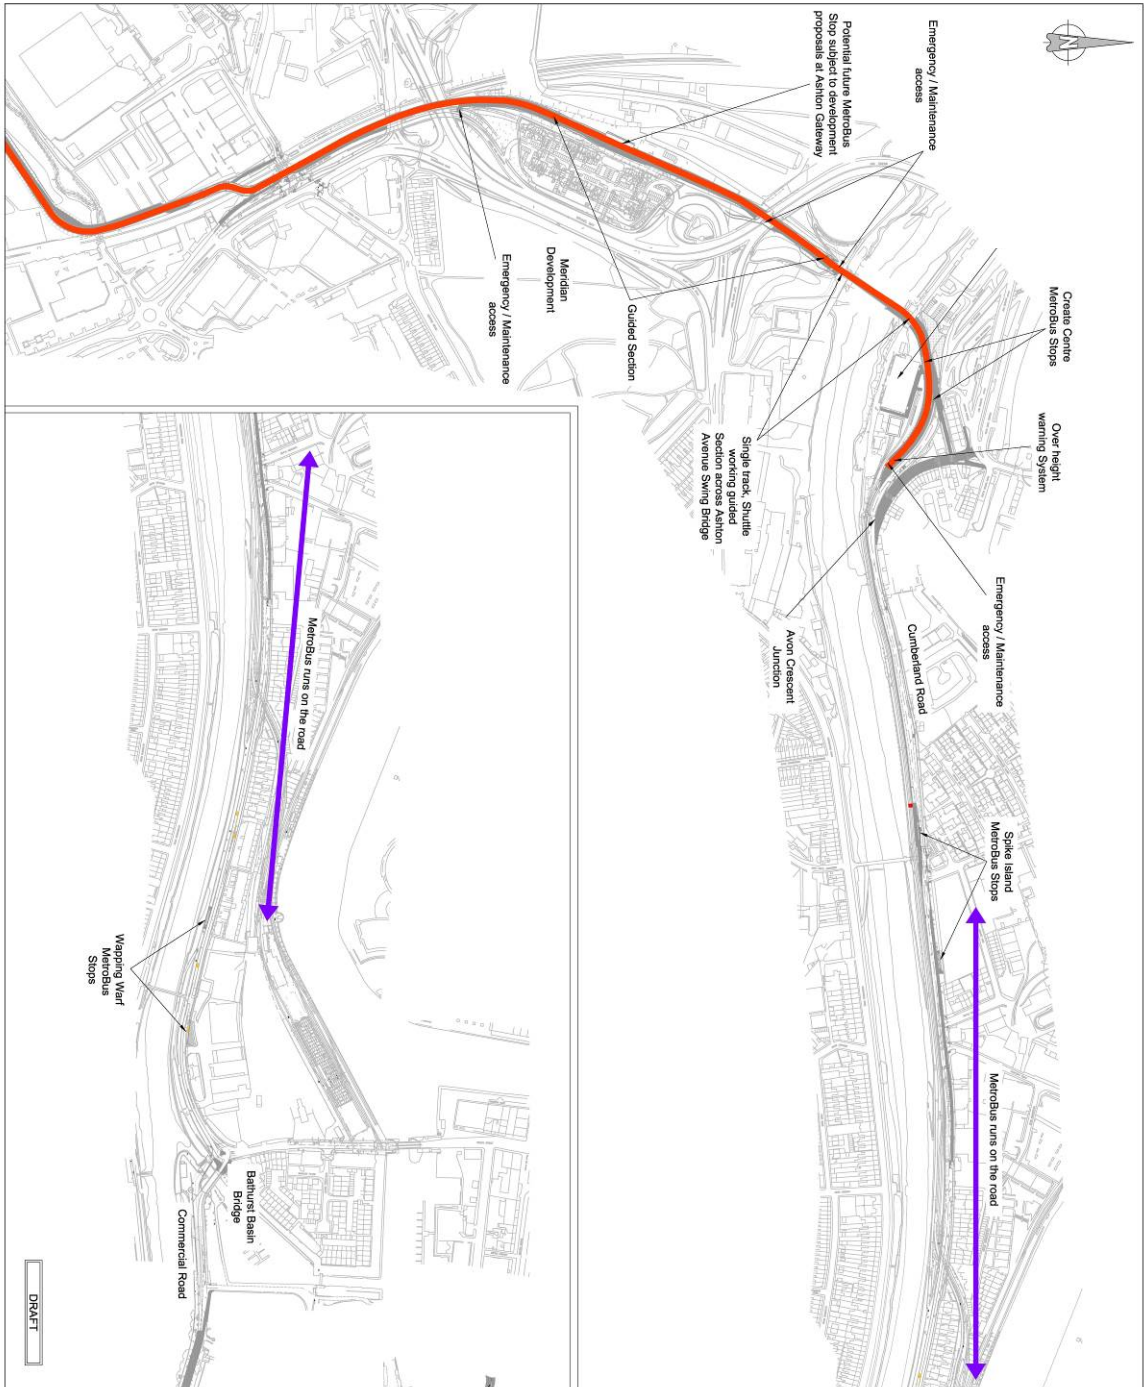 Potential future MetroBus
Stop subject to development
proposals at Ashton Gateway
Emergency / Maintenance
access
N
Create Centre
MetroBus Stops
Over height
warning System
Meridian
Development
Emergency / Maintenance
access
Guided Section
Single track, Shuttle
working guided
Section across Ashton
Avenue Swing Bridge
Avon Crescent
Junction
Emergency / Maintenance
access
Cumberland Road
Spike Island
MetroBus Stops
MetroBus runs on the road
MetroBus runs on the road
Wapping Warf
MetroBus
Stops
Bathurst Basin
Bridge
Commercial Road
DRAFT